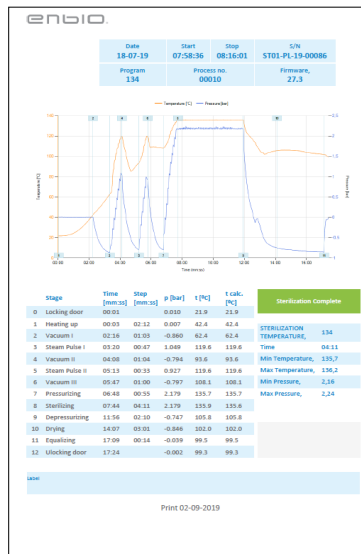 enbio
Date Start Stop S/N
18-07-19 07:58:36 08:16:01 ST01-PL-19-00086
Program Process no. Firmware,
134 00010 27.3
Temperature [°C] Pressure[bar]
Time [mm:ss]
Stage Time [mm:ss] Step [mm:ss] p [bar] t [ºC] t calc. [ºC]
0 Locking door 00:01 0.010 21.9 21.9
1 Heating up 00:03 02:12 0.007 42.4 42.4
2 Vacuum I 02:16 01:03 -0.860 62.4 62.4
3 Steam Pulse I 03:20 00:47 1.049 119.6 119.6
4 Vacuum II 04:08 01:04 -0.794 93.6 93.6
5 Steam Pulse II 05:13 00:33 0.927 119.6 119.6
6 Vacuum III 05:47 01:00 -0.797 108.1 108.1
7 Pressurizing 06:48 00:55 2.179 135.7 135.7
8 Sterilizing 07:44 04:11 2.179 135.9 135.6
9 Depressurizing 11:56 02:10 -0.747 105.8 105.8
10 Drying 14:07 03:01 -0.846 102.0 102.0
11 Equalizing 17:09 00:14 -0.039 99.5 99.5
12 Ulocking door 17:24 -0.002 99.3 99.3
Sterilization Complete
STERILIZATION TEMPERATURE, 134
Time 04:11
Min Temperature, 135,7
Max Temperature, 136,2
Min Pressure, 2,16
Max Pressure, 2,24
Label
Print 02-09-2019